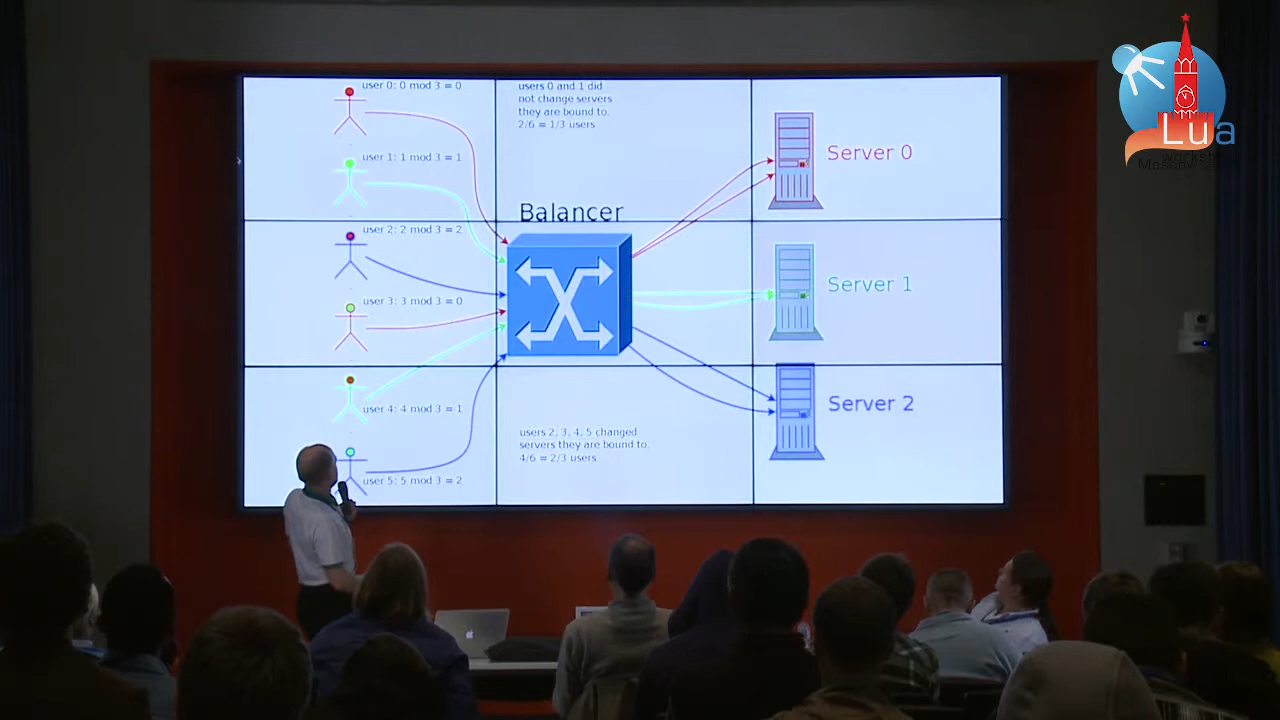 user 0: 0 mod 3 = 0
user 1: 1 mod 3 = 1
user 2: 2 mod 3 = 2
user 3: 3 mod 3 = 0
user 4: 4 mod 3 = 1
user 5: 5 mod 3 = 2
users 0 and 1 did
not change servers
they are bound to.
2/6 = 1/3 users
Balancer
users 2, 3, 4, 5 changed
servers they are bound to.
4/6 = 2/3 users
Server 0
Server 1
Server 2
Lua